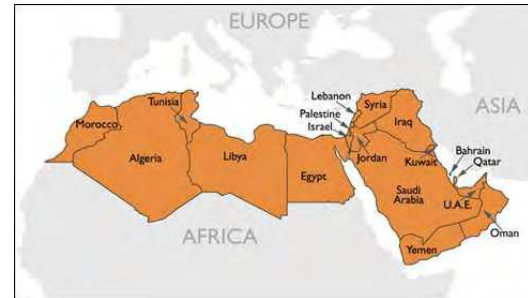 EUROPE
ASIA
AFRICA
Morocco
Algeria
Tunisia
Libya
Egypt
Lebanon
Palestine
Israel
Syria
Iraq
Jordan
Kuwait
Bahrain
Qatar
Saudi
Arabia
U.A.E.
Oman
Yemen